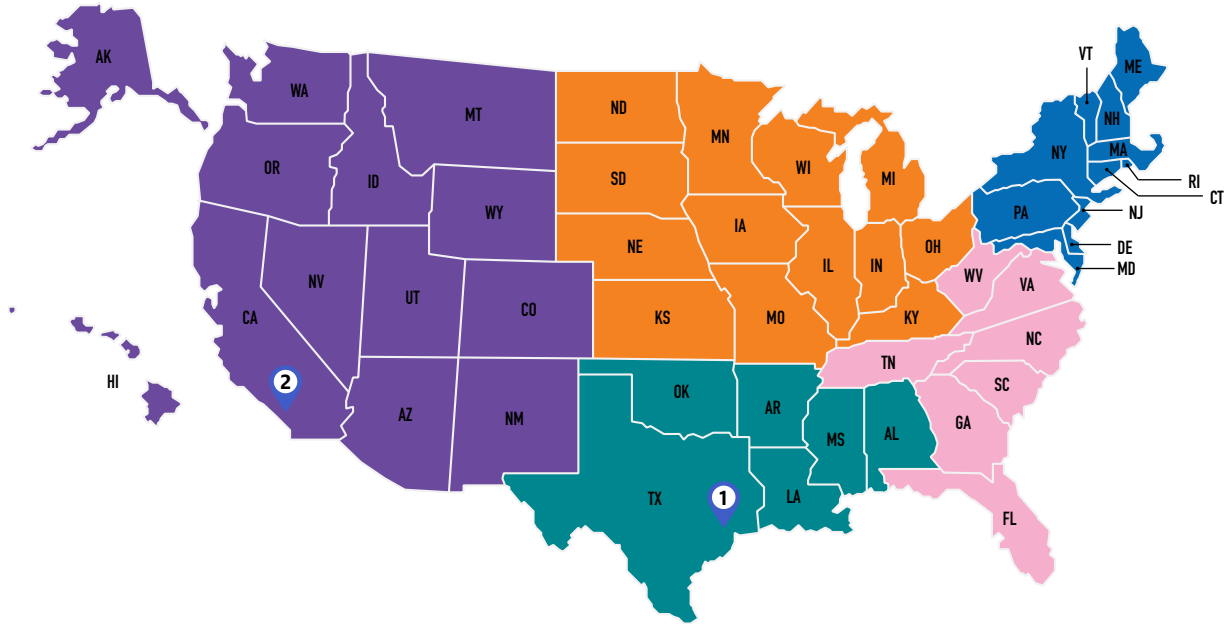 AK
WA
MT
ND
MN
VT
ME
NH
OR
ID
SD
WI
MI
NY
MA
RI
WY
CT
IA
PA
NJ
NE
IL
IN
OH
DE
MD
NV
UT
CO
KS
MO
KY
WV
VA
CA
NC
HI
2
TN
AZ
NM
OK
AR
MS
AL
GA
SC
TX
1
LA
FL